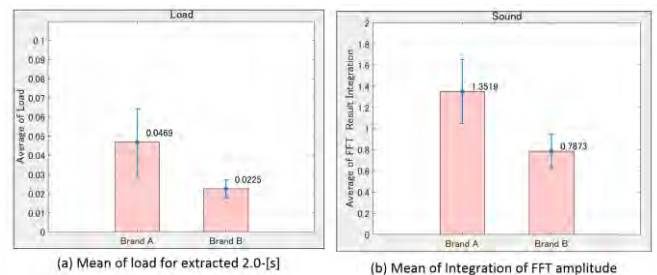 Load
0.1
0.09
0.08
0.07
0.06
0.05
0.04
0.03
0.02
0.01
0
Average of Load
0.0469
0.0225
Brand A
Brand B
(a) Mean of load for extracted 2.0-[s]
Sound
2
1.8
1.6
1.4
1.2
1
0.8
0.6
0.4
0.2
0
Average of FFT Result Integration
1.3519
0.7873
Brand A
Brand B
(b) Mean of Integration of FFT amplitude